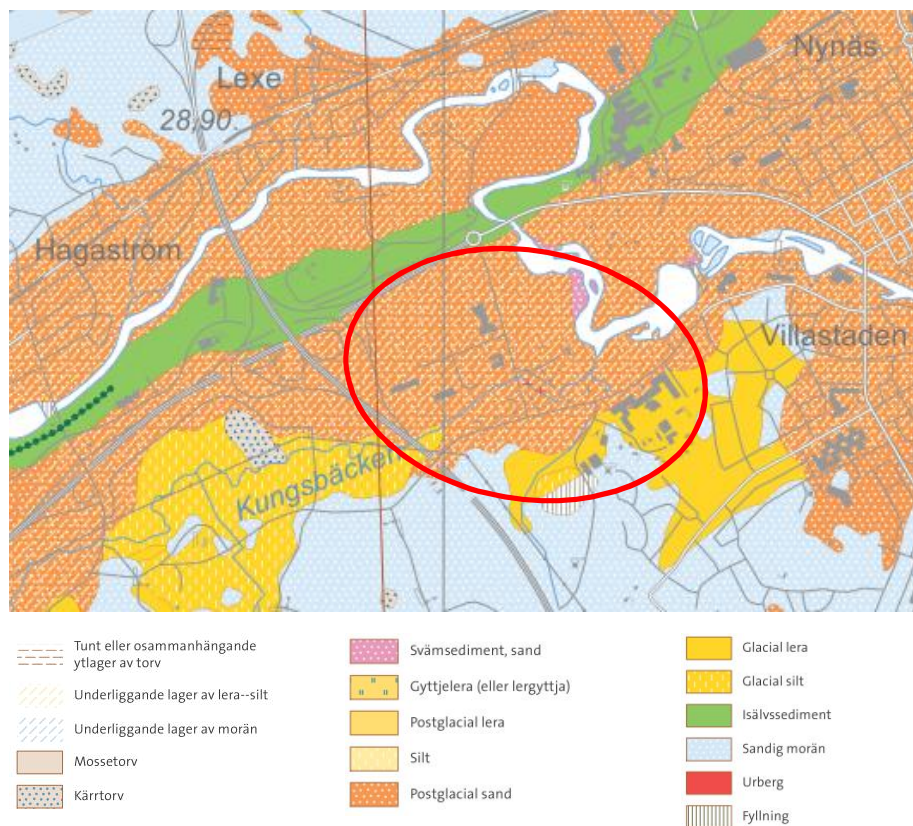 Nynäs
Lexe
28,90
Hagaström
Villastaden
Kungsbäcken
Tunt eller osammanhängande
ytlager av torv
Underliggande lager av lera--silt
Underliggande lager av morän
Mossetorv
Kärrtorv
Svämsediment, sand
Gyttjelera (eller lergyttja)
Postglacial lera
Silt
Postglacial sand
Glacial lera
Glacial silt
Isälvssediment
Sandig morän
Urberg
Fyllning